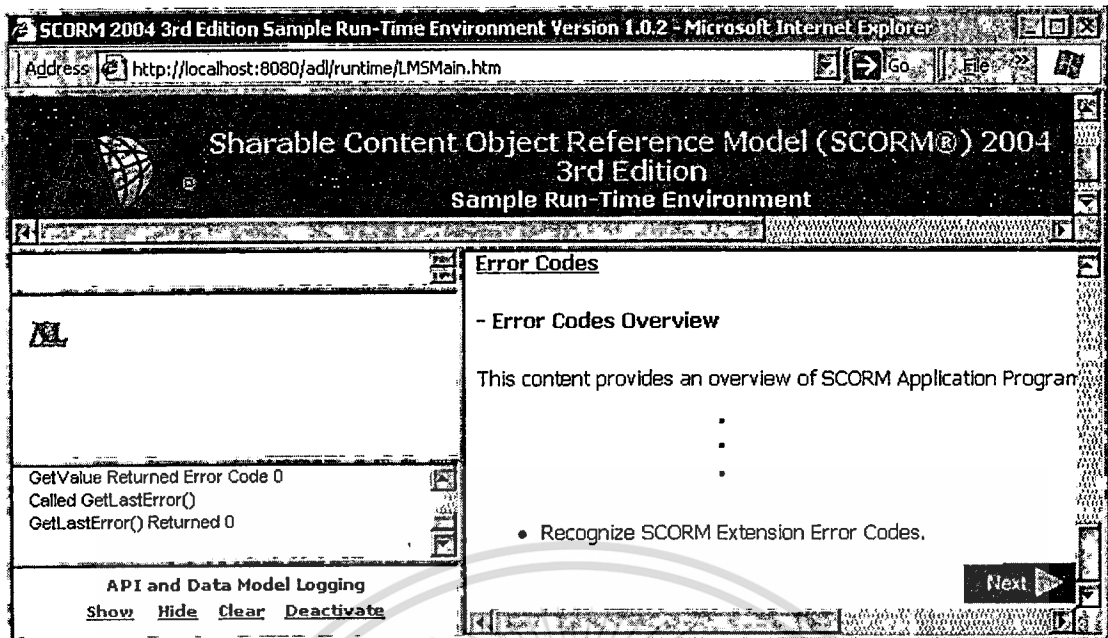 SCORM 2004 3rd Edition Sample Run-Time Environment Version 1.0.2 - Microsoft Internet Explorer
Address http://localhost:8080/adl/runtime/LMSMain.htm Go File
Sharable Content Object Reference Model (SCORM®) 2004
3rd Edition
Sample Run-Time Environment
Error Codes
- Error Codes Overview
This content provides an overview of SCORM Application Program
• Recognize SCORM Extension Error Codes.
Next
GetValue Returned Error Code 0
Called GetLastError()
GetLastError() Returned 0
API and Data Model Logging
Show Hide Clear Deactivate